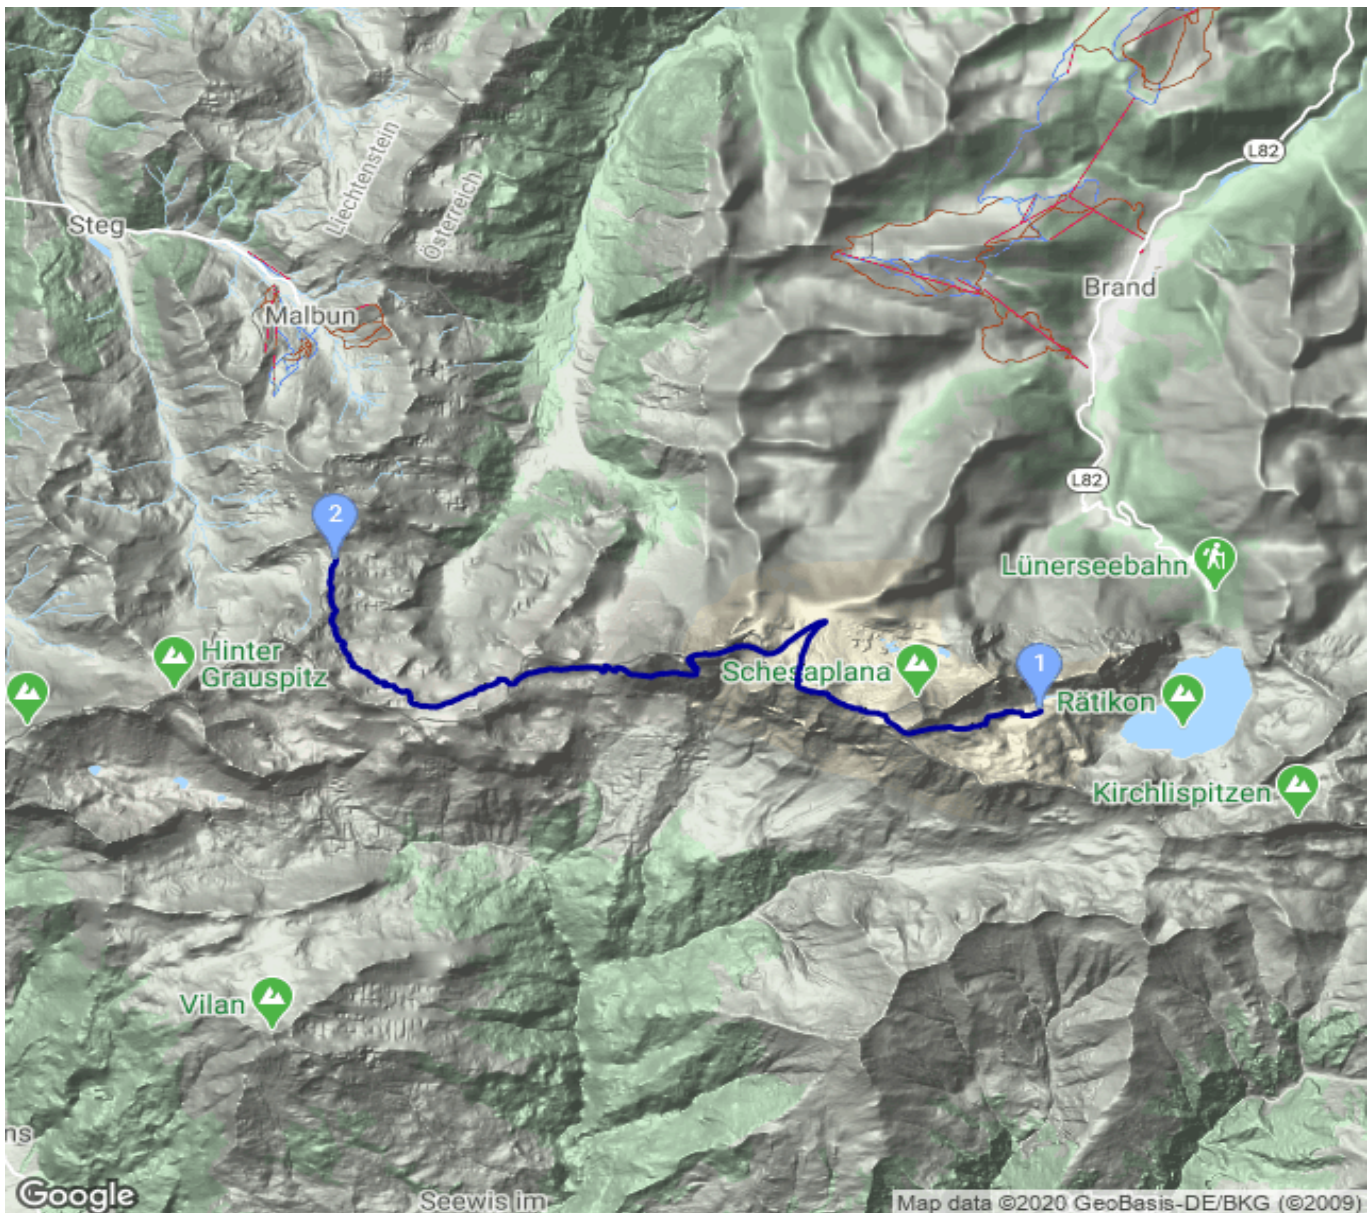 L82
Liechtenstein
Österreich
Steg
Brand
Malbun
L82
2
Lünerseebahn
Hinter
Grauspitz
Schesaplana
1
Rätikon
Kirchlispitzen
Vilan
ns
Seewis im
Google
Map data ©2020 GeoBasis-DE/BKG (©2009)